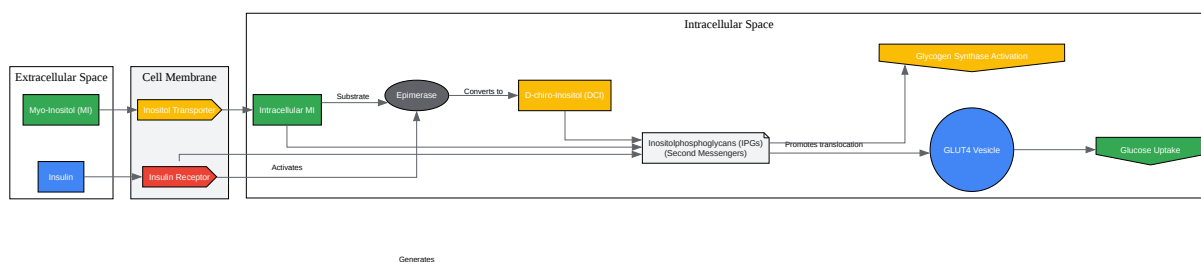 Intracellular Space
Extracellular Space
Cell Membrane
Glycogen Synthase Activation
Myo-Inositol (MI)
Inositol Transporter
Intracellular MI
Substrate
Epimerase
Converts to
D-chiro-Inositol (DCI)
Inositolphosphoglycans (IPGs)
(Second Messengers)
Promotes translocation
GLUT4 Vesicle
Glucose Uptake
Insulin
Insulin Receptor
Activates
Generates